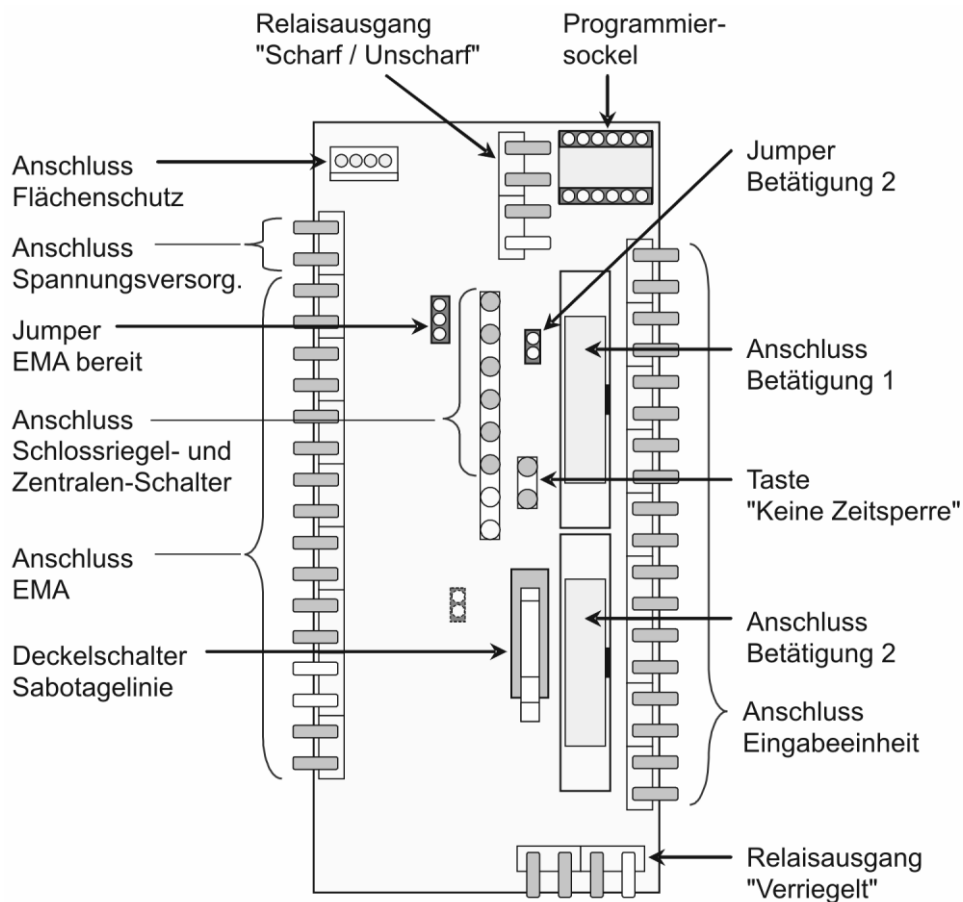 Relaisausgang
"Scharf / Unscharf"
Programmier-
sockel
Anschluss
Flächenschutz
Anschluss
Spannungsversorg.
Jumper
EMA bereit
Anschluss
Schlossriegel- und
Zentralen-Schalter
Anschluss
EMA
Deckelschalter
Sabotagelinie
Jumper
Betätigung 2
Anschluss
Betätigung 1
Taste
"Keine Zeitsperre"
Anschluss
Betätigung 2
Anschluss
Eingabeeinheit
Relaisausgang
"Verriegelt"